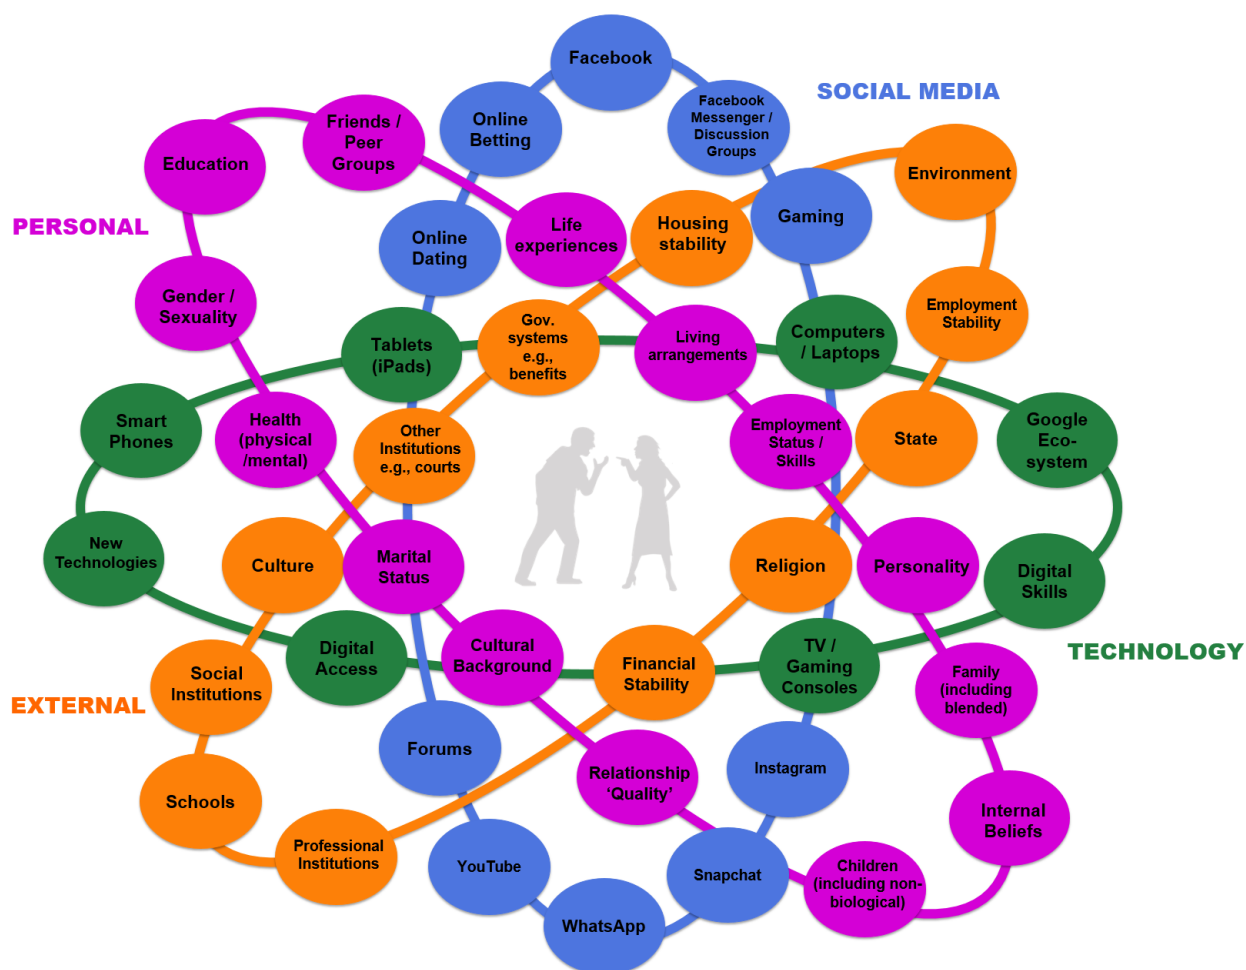 Facebook
SOCIAL MEDIA
Facebook
Messenger /
Discussion
Groups
Online
Betting
Friends /
Peer
Groups
Education
Environment
PERSONAL
Gaming
Life
experiences
Housing
stability
Online
Dating
Gender /
Sexuality
Employment
Stability
Gov.
systems
e.g.,
benefits
Tablets
(iPads)
Living
arrangements
Computers
/ Laptops
Smart
Phones
Health
(physical
/mental)
Other
Institutions
e.g., courts
Employment
Status /
Skills
State
Google
Eco-
system
New
Technologies
Culture
Marital
Status
Religion
Personality
Digital
Skills
Digital
Access
Cultural
Background
Financial
Stability
TV /
Gaming
Consoles
TECHNOLOGY
Social
Institutions
Family
(including
blended)
EXTERNAL
Forums
Relationship
‘Quality’
Instagram
Schools
Internal
Beliefs
Professional
Institutions
YouTube
Snapchat
Children
(including non-
biological)
WhatsApp